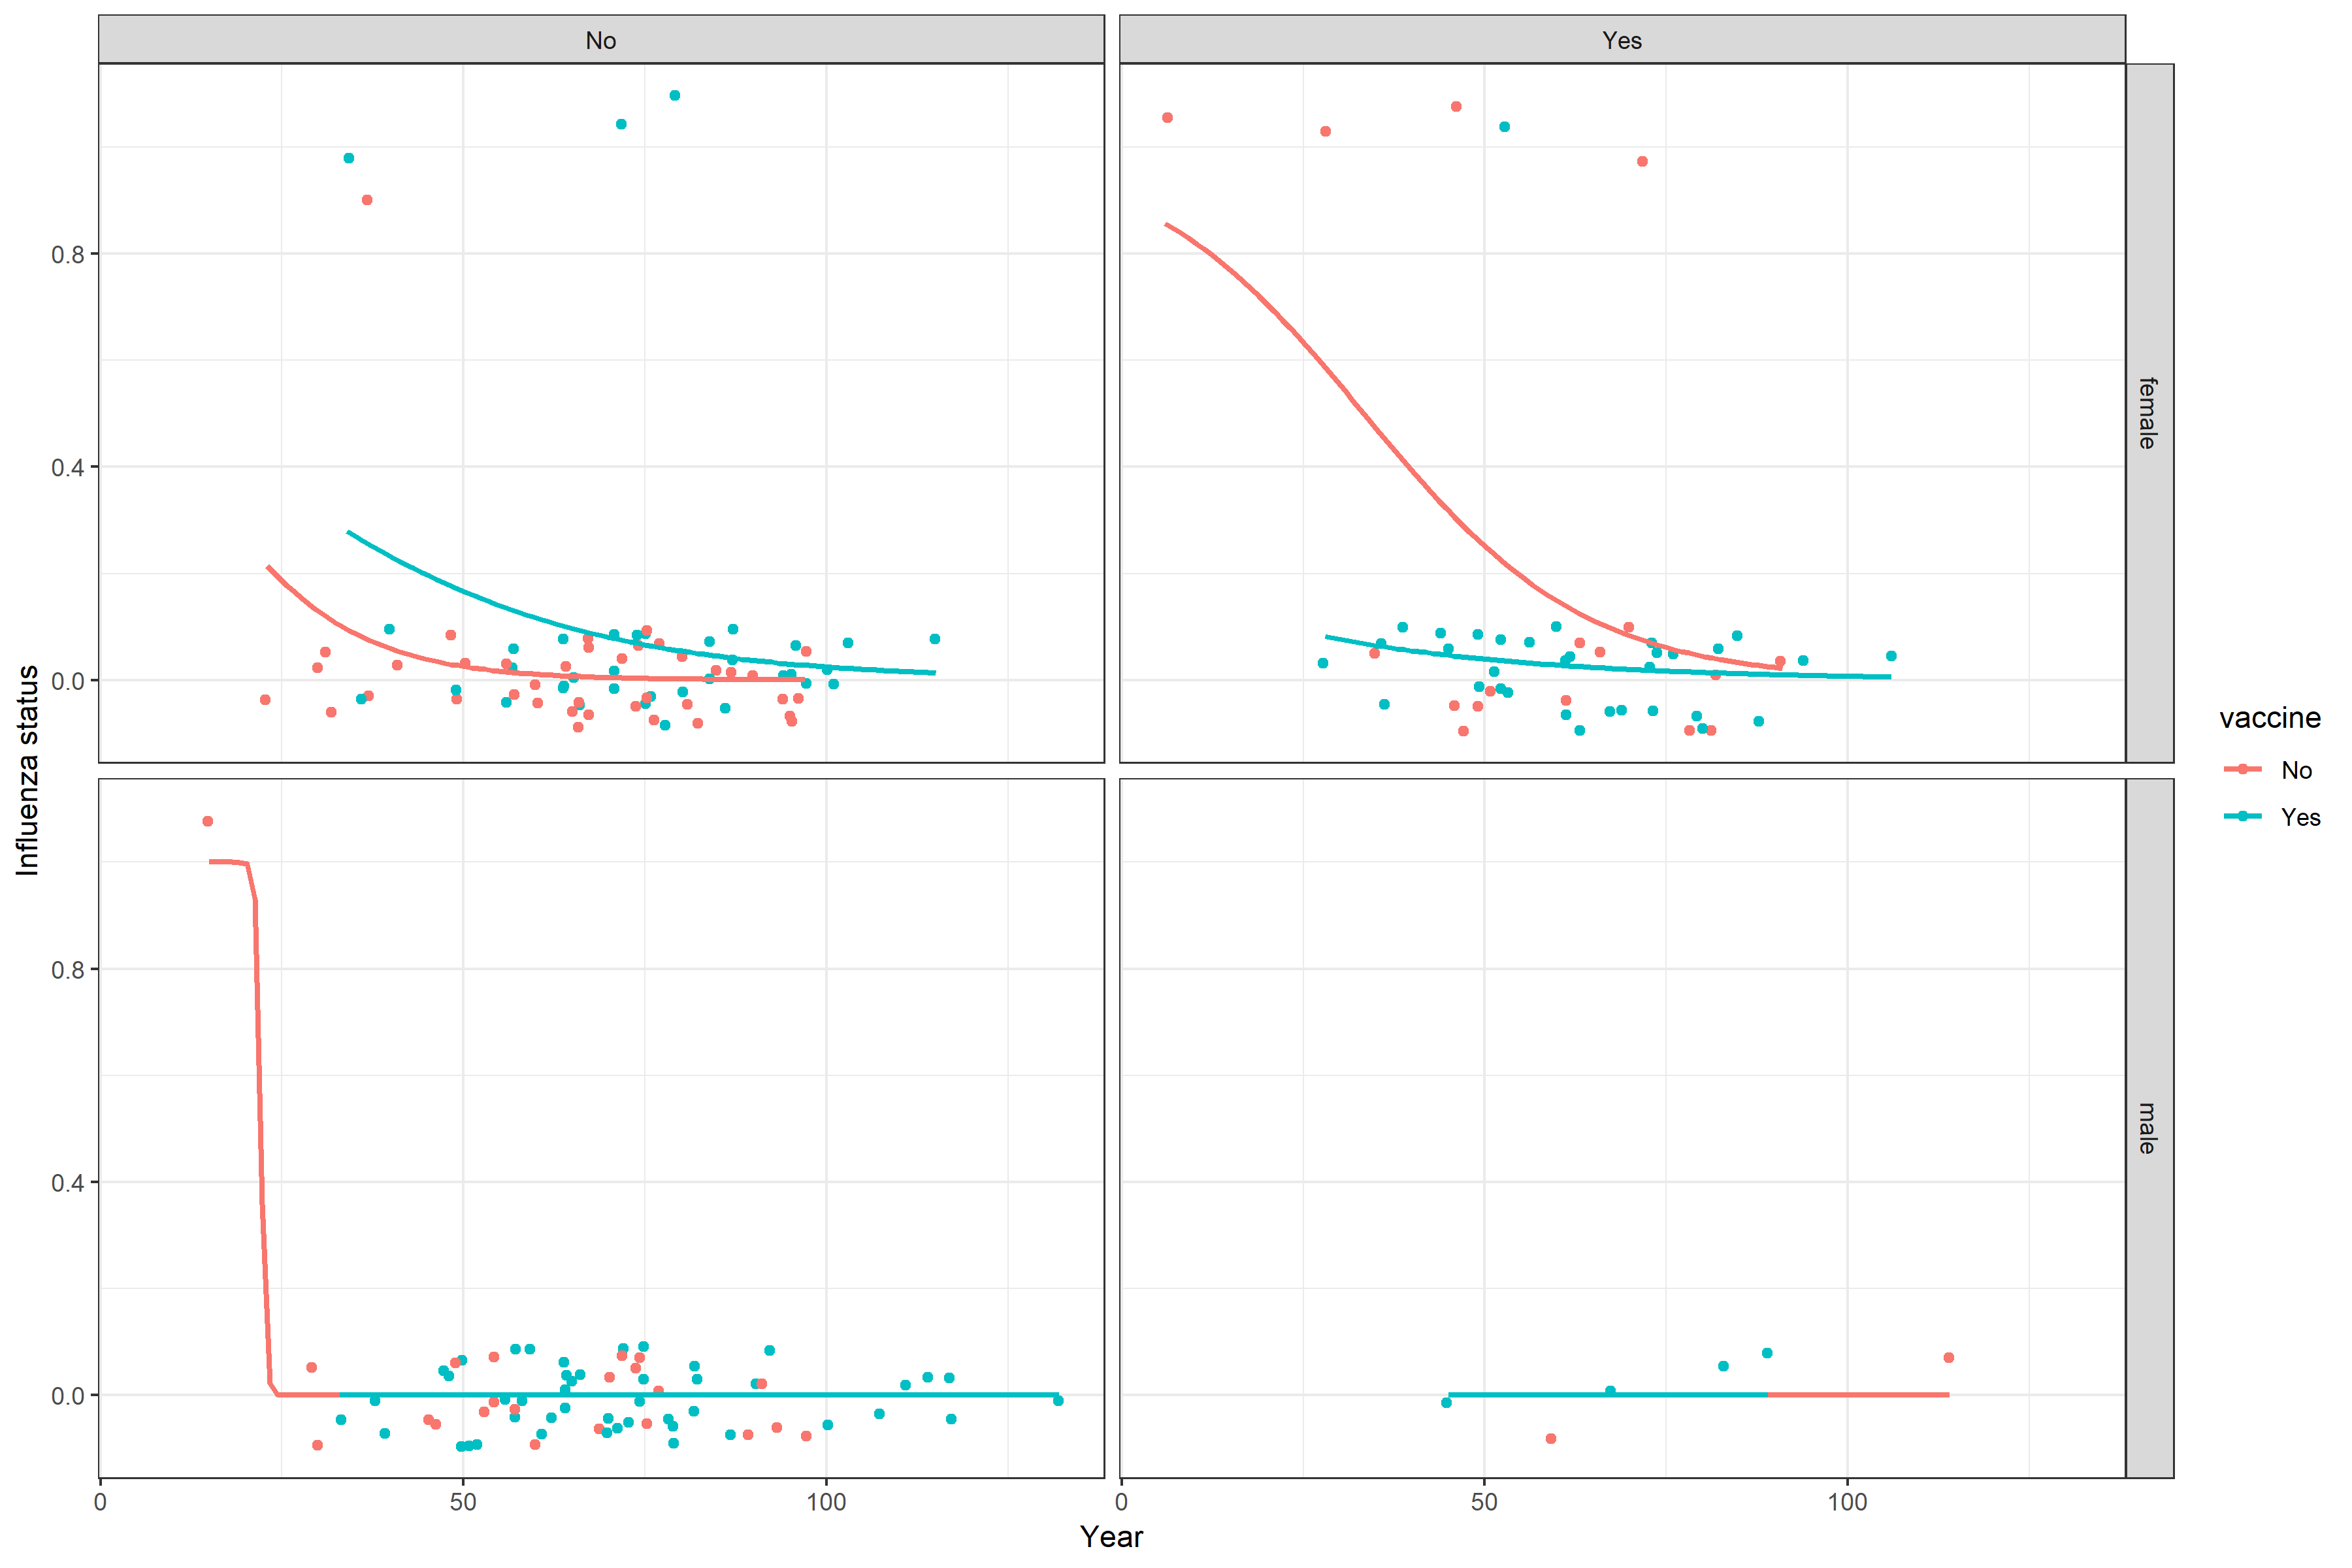 No
Yes
0.8
0.4
0.0
female
0.8
0.4
0.0
male
0
50
100
0
50
100
Year
Influenza status
vaccine
No
Yes